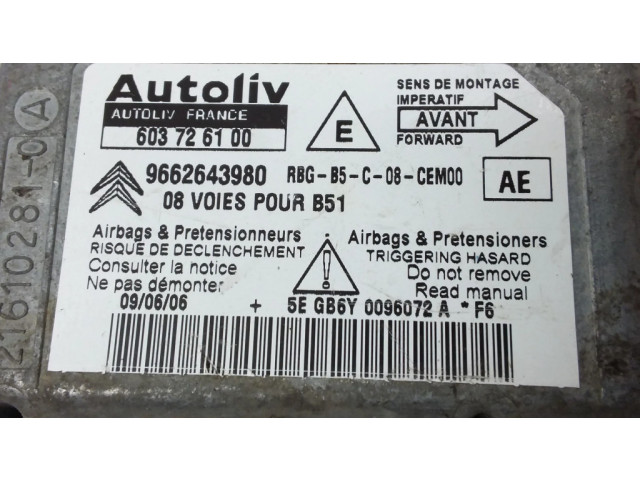 Autoliv
AUTOLIV FRANCE
603 72 61 00
E
SENS DE MONTAGE
IMPERATIF
AVANT
FORWARD
9662643980 RBG-B5-C-08-CEM00
AE
08 VOIES POUR B51
Airbags & Pretensionneurs
RISQUE DE DECLENCHEMENT
Consulter la notice
Ne pas démonter
!
Airbags & Pretensioners
TRIGGERING HASARD
Do not remove
Read manual
09/06/06 + 5E GB6Y 0096072 A * F6
21610281-0 A